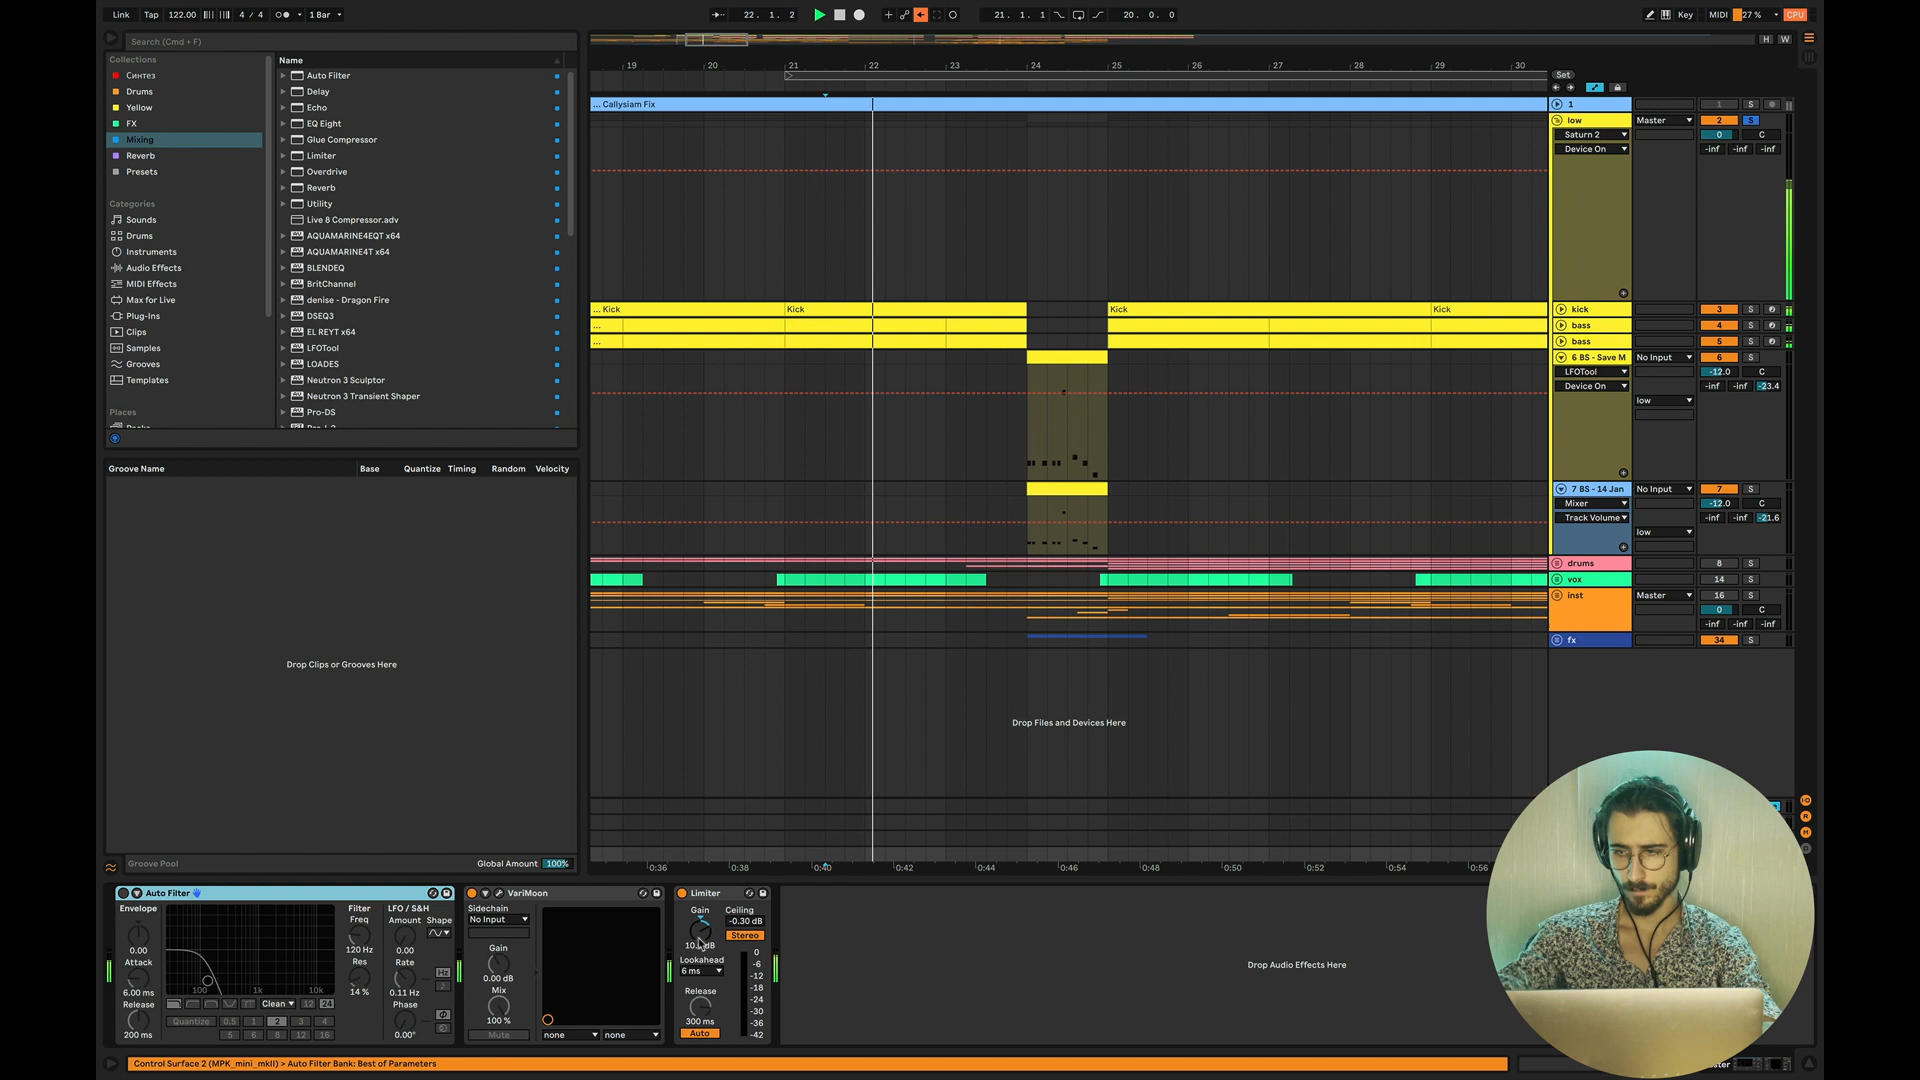 Link Tap 122.00 4 / 4 1 Bar 22. 1. 2 21. 1. 1 20. 0. 0 Key MIDI 27 % CPU
Search (Cmd + F)
H W
Collections
Синтез
Drums
Yellow
FX
Mixing
Reverb
Presets
Categories
Sounds
Drums
Instruments
Audio Effects
MIDI Effects
Max for Live
Plug-Ins
Clips
Samples
Grooves
Templates
Places
Name
Auto Filter
Delay
Echo
EQ Eight
Glue Compressor
Limiter
Overdrive
Reverb
Utility
Live 8 Compressor.adv
AQUAMARINE4EQT x64
AQUAMARINE4T x64
BLENDEQ
BritChannel
denise - Dragon Fire
DSEQ3
EL REYT x64
LFOTool
LOADES
Neutron 3 Sculptor
Neutron 3 Transient Shaper
Pro-DS
Groove Name Base Quantize Timing Random Velocity
Drop Clips or Grooves Here
Groove Pool Global Amount 100%
19 20 21 22 23 24 25 26 27 28 29 30
Set
... Callysiam Fix
1 1 S
low Master 2 S
Saturn 2 0 C
Device On -inf -inf -inf
... Kick Kick Kick Kick
kick 3 S
...
bass 4 S
...
bass 5 S
6 BS - Save M No Input 6 S
LFOTool -12.0 C
Device On -inf -inf -23.4
low
7 BS - 14 Jan No Input 7 S
Mixer -12.0 C
Track Volume -inf -inf -21.6
low
drums 8 S
vox 14 S
inst Master 16 S
0 C
-inf -inf -inf
fx 34 S
Drop Files and Devices Here
0:36 0:38 0:40 0:42 0:44 0:46 0:48 0:50 0:52 0:54 0:56
Auto Filter
Envelope
0.00
Attack
6.00 ms
Release
200 ms
100 1k 10k
Clean 12 24
Quantize 0.5 1 2 3 4
5 6 8 12 16
Filter
Freq
120 Hz
Res
14 %
LFO / S&H
Amount Shape
0.00
Rate
Hz
0.11 Hz
Phase
0.00°
VariMoon
Sidechain
No Input
Gain
0.00 dB
Mix
100 %
Mute
none none
Limiter
Gain Ceiling
-0.30 dB
Stereo
Lookahead
6 ms
Release
300 ms
Auto
0
-6
-12
-18
-24
-30
-36
-42
Drop Audio Effects Here
Control Surface 2 (MPK_mini_mkII) > Auto Filter Bank: Best of Parameters